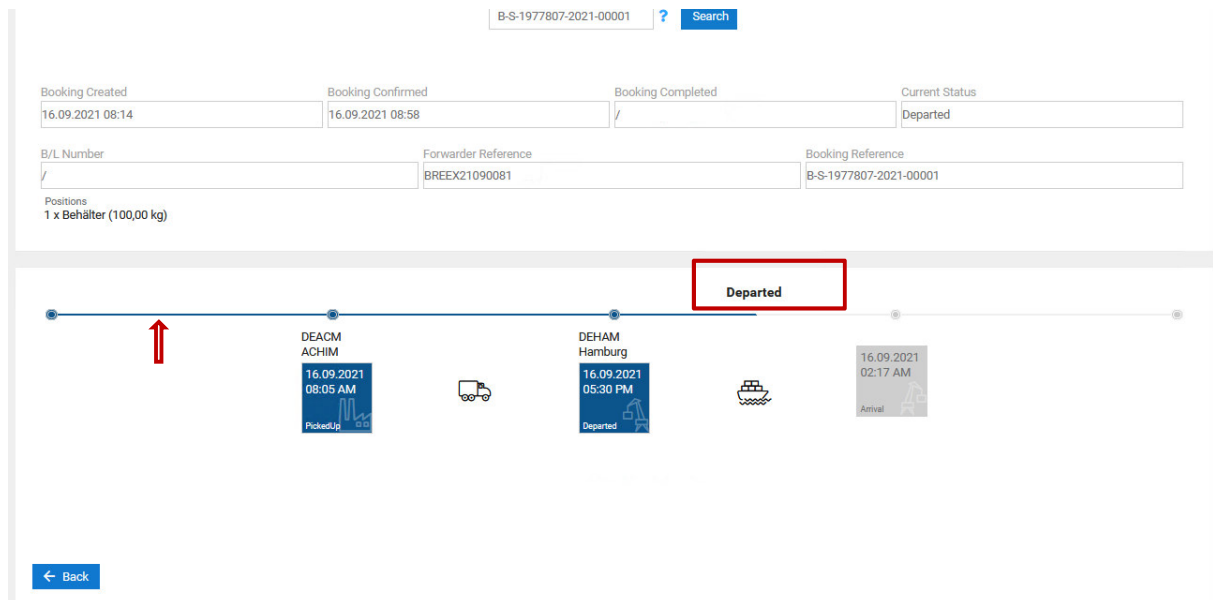 B-S-1977807-2021-00001 ? Search
Booking Created
Booking Confirmed
Booking Completed
Current Status
16.09.2021 08:14
16.09.2021 08:58
/
Departed
B/L Number
Forwarder Reference
Booking Reference
/
BREEX21090081
B-S-1977807-2021-00001
Positions
1 x Behälter (100,00 kg)
Departed
DEACM
ACHIM
16.09.2021
08:05 AM
PickedUp
DEHAM
Hamburg
16.09.2021
05:30 PM
Departed
16.09.2021
02:17 AM
Arrival
← Back